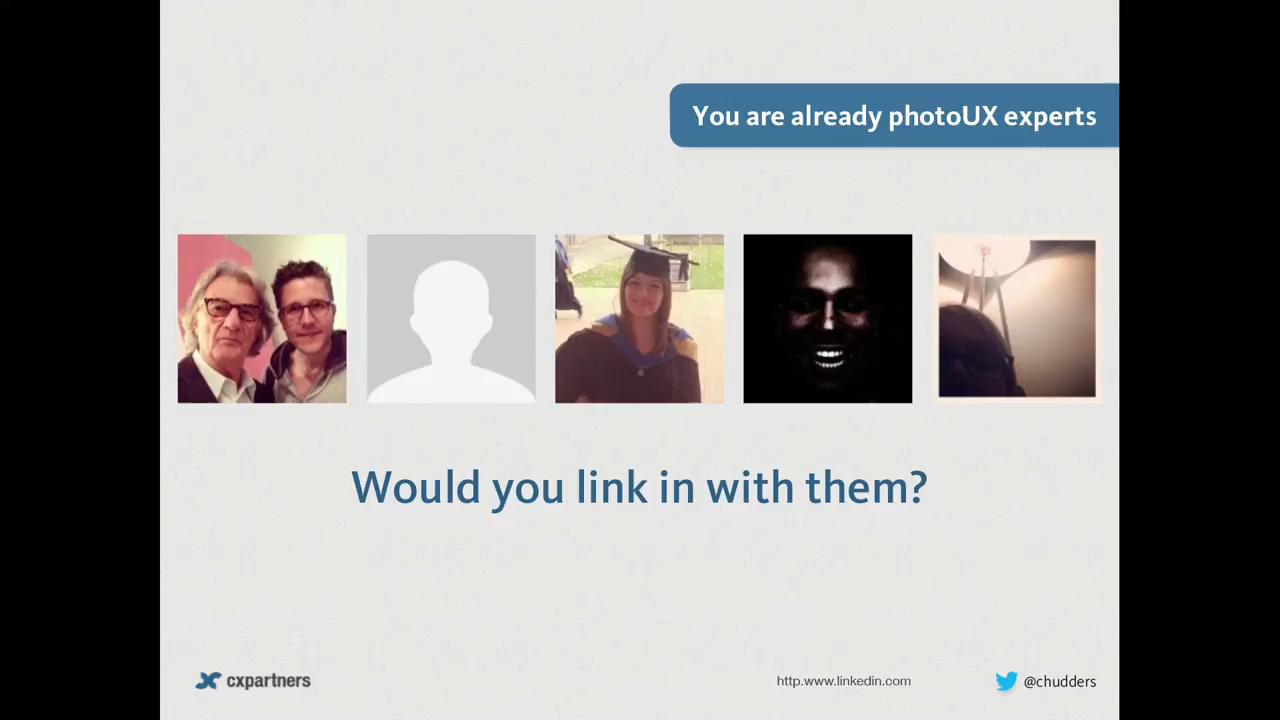 You are already photoUX experts
Would you link in with them?
cxpartners
http.www.linkedin.com
@chudders